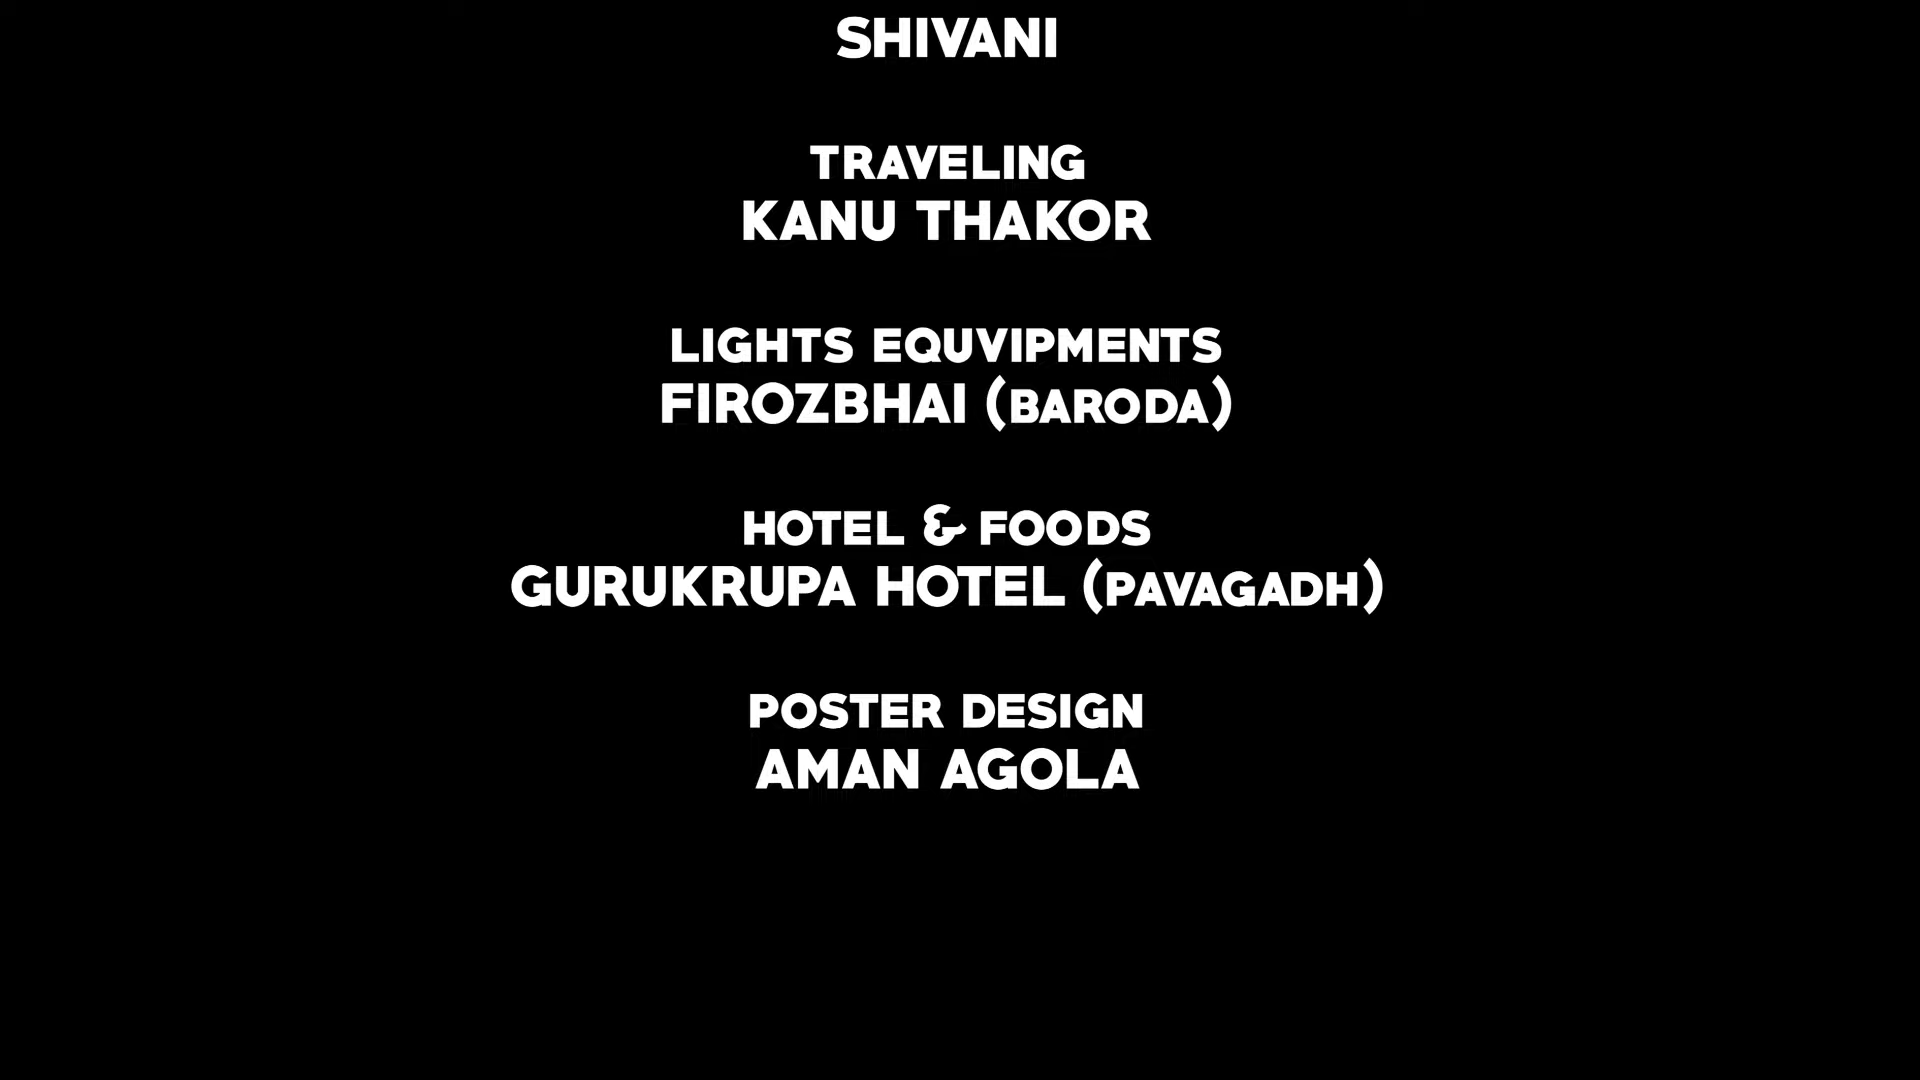 SHIVANI
TRAVELING
KANU THAKOR
LIGHTS EQUVIPMENTS
FIROZBHAI (BARODA)
HOTEL & FOODS
GURUKRUPA HOTEL (PAVAGADH)
POSTER DESIGN
AMAN AGOLA